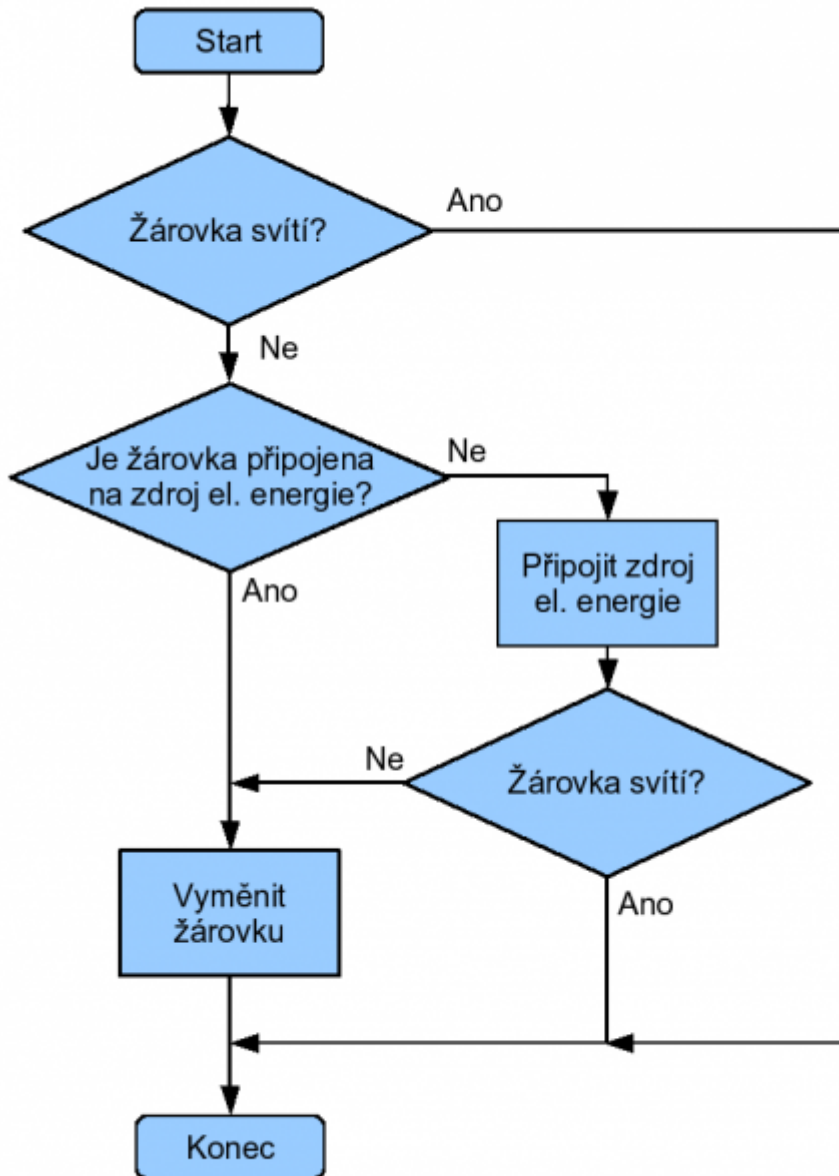 Start
Žárovka svítí?
Ano
Ne
Je žárovka připojena
na zdroj el. energie?
Ne
Připojit zdroj
el. energie
Ano
Žárovka svítí?
Ne
Vyměnit
žárovku
Ano
Konec